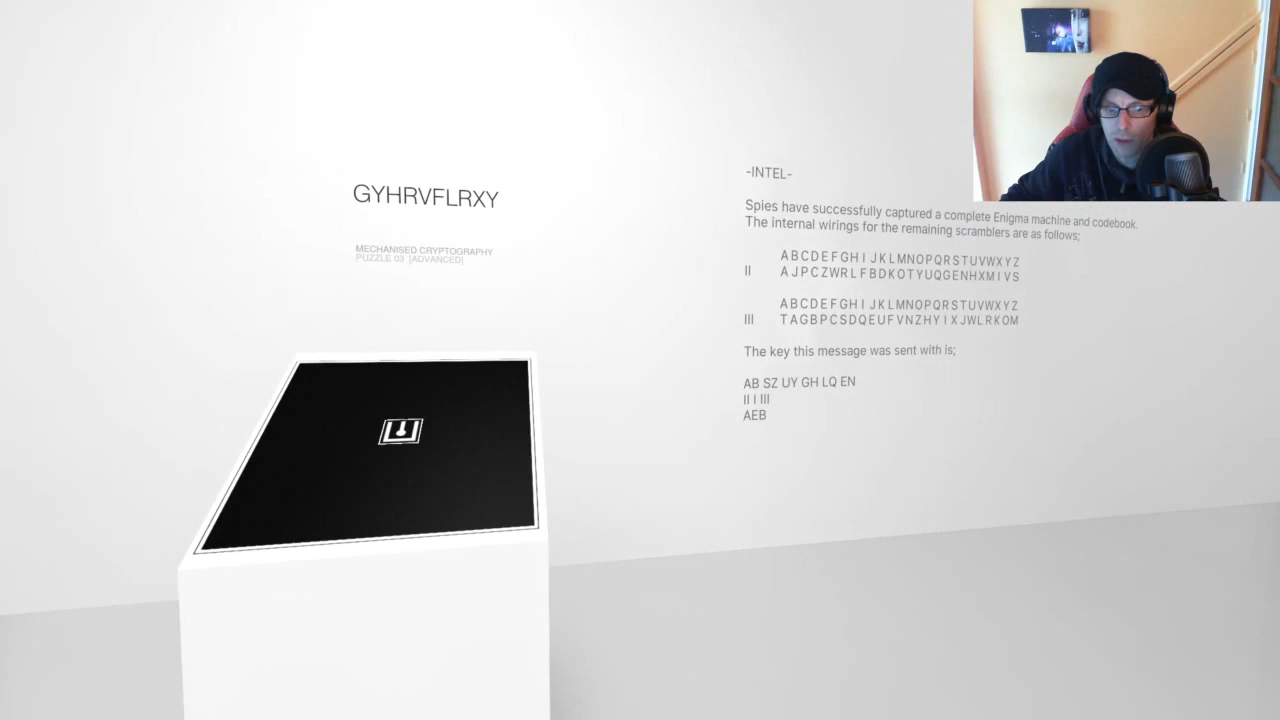 GYHRVFLRXY
MECHANISED CRYPTOGRAPHY
PUZZLE 03 [ADVANCED]
-INTEL-
Spies have successfully captured a complete Enigma machine and codebook.
The internal wirings for the remaining scramblers are as follows;
ABCDEFGHIJKLMNOPQRSTUVWXYZ
II AJPCZWRLFBDKOTYUQGENHXMIVS
ABCDEFGHIJKLMNOPQRSTUVWXYZ
III TAGBPCSDQEUFVNZHYIXJWLRKOM
The key this message was sent with is;
AB SZ UY GH LQ EN
II I III
AEB